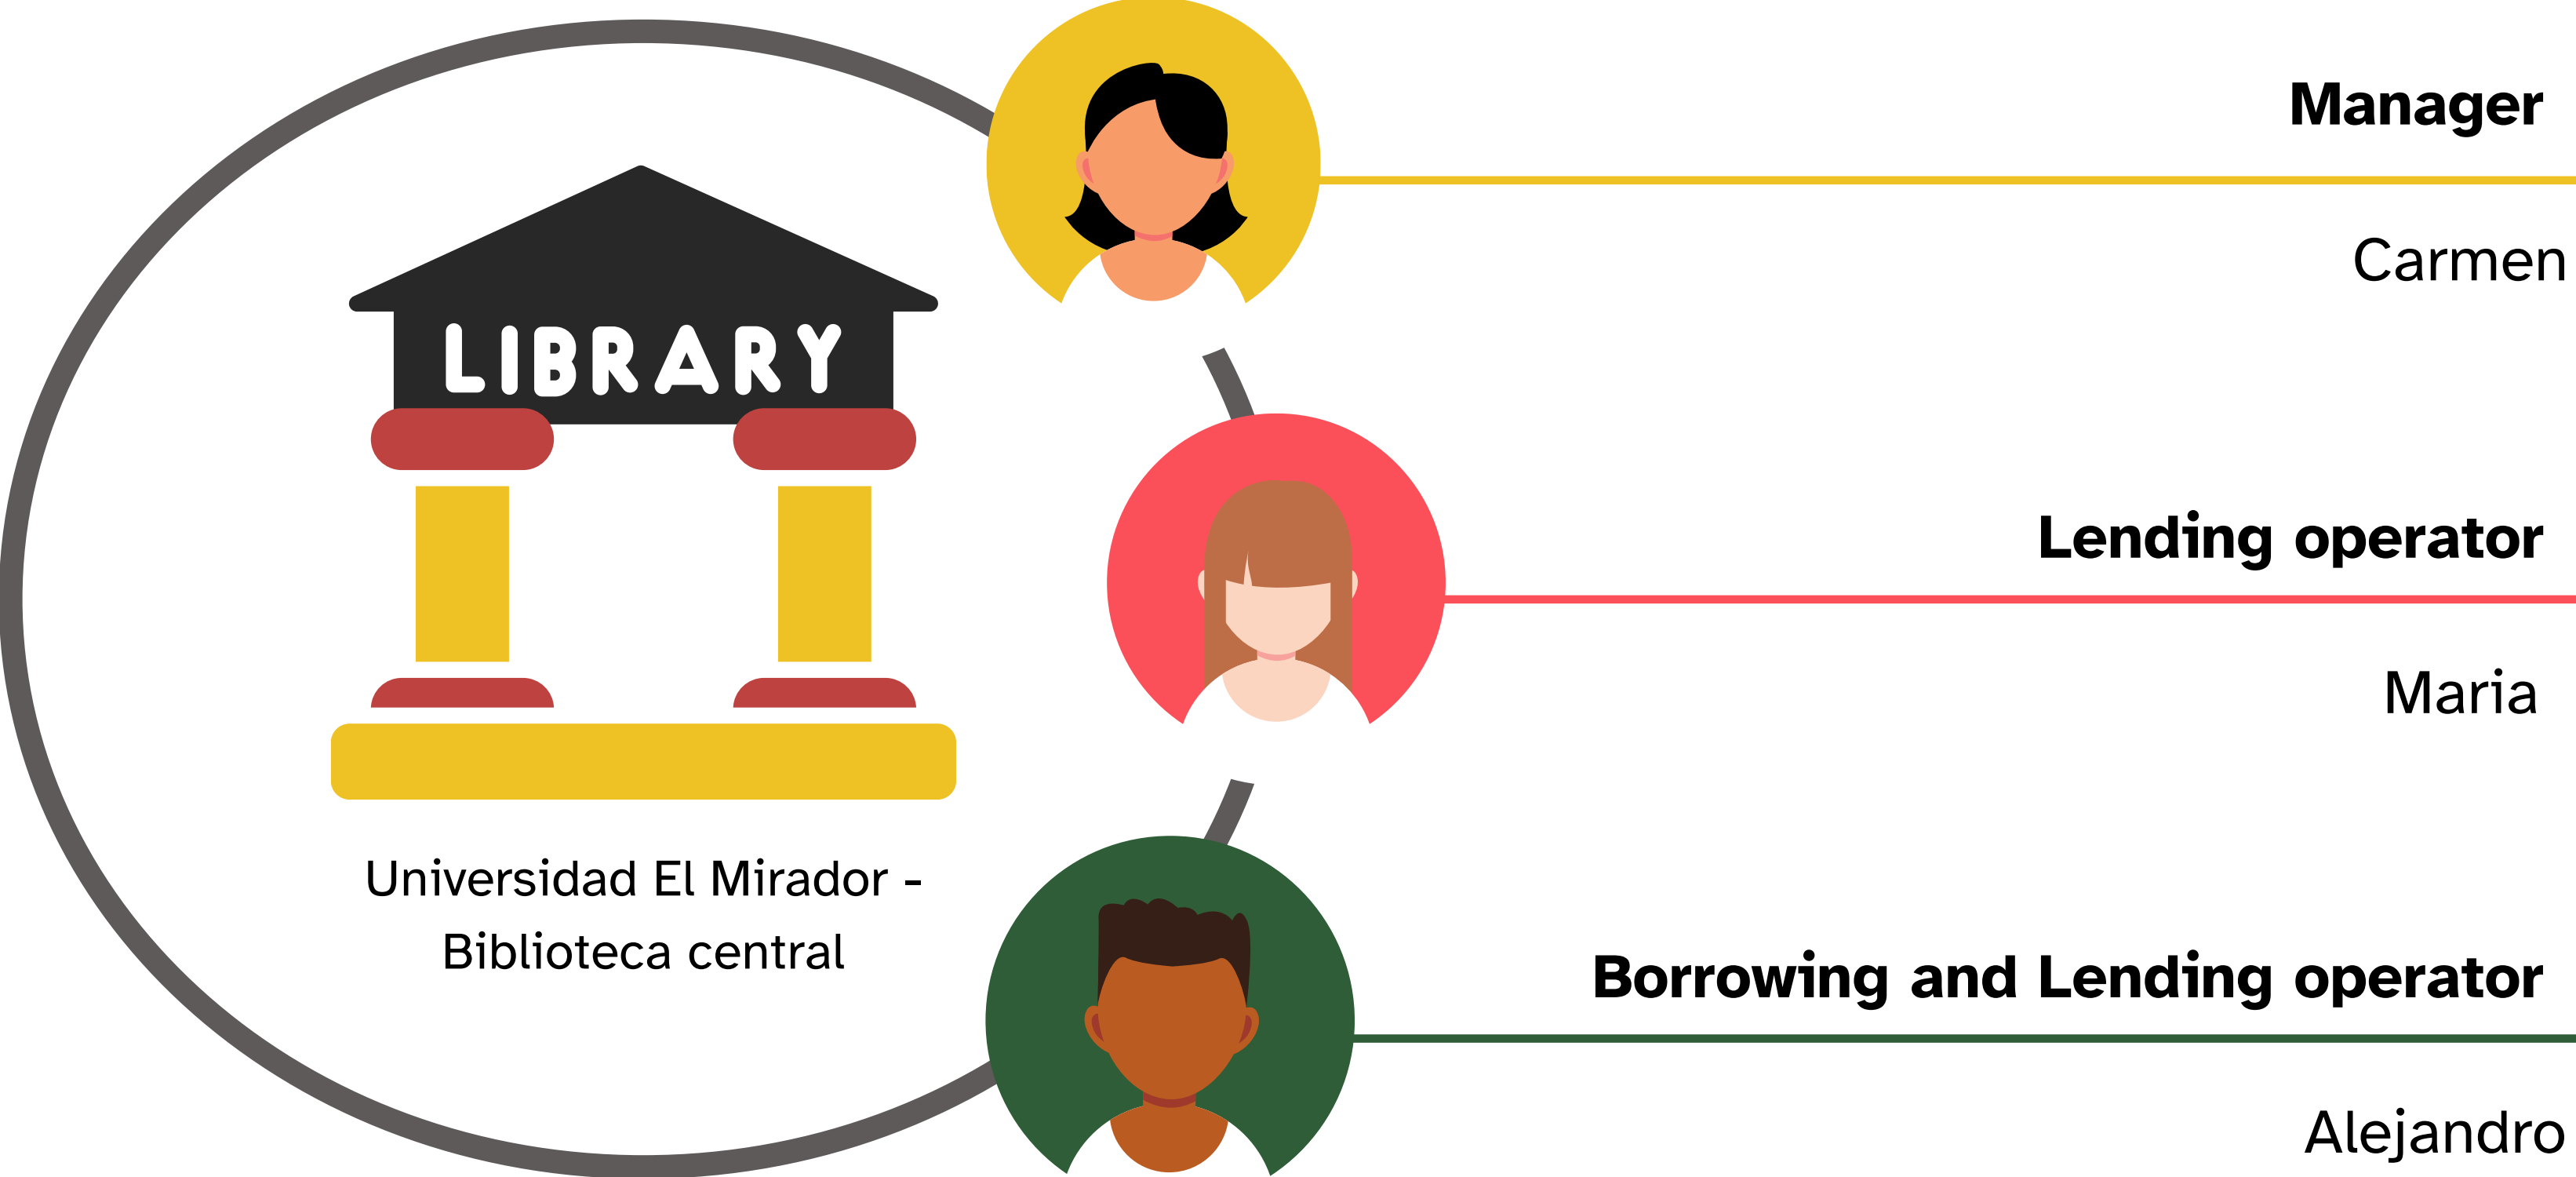 LIBRARY
Universidad El Mirador -
Biblioteca central
Manager
Carmen
Lending operator
Maria
Borrowing and Lending operator
Alejandro